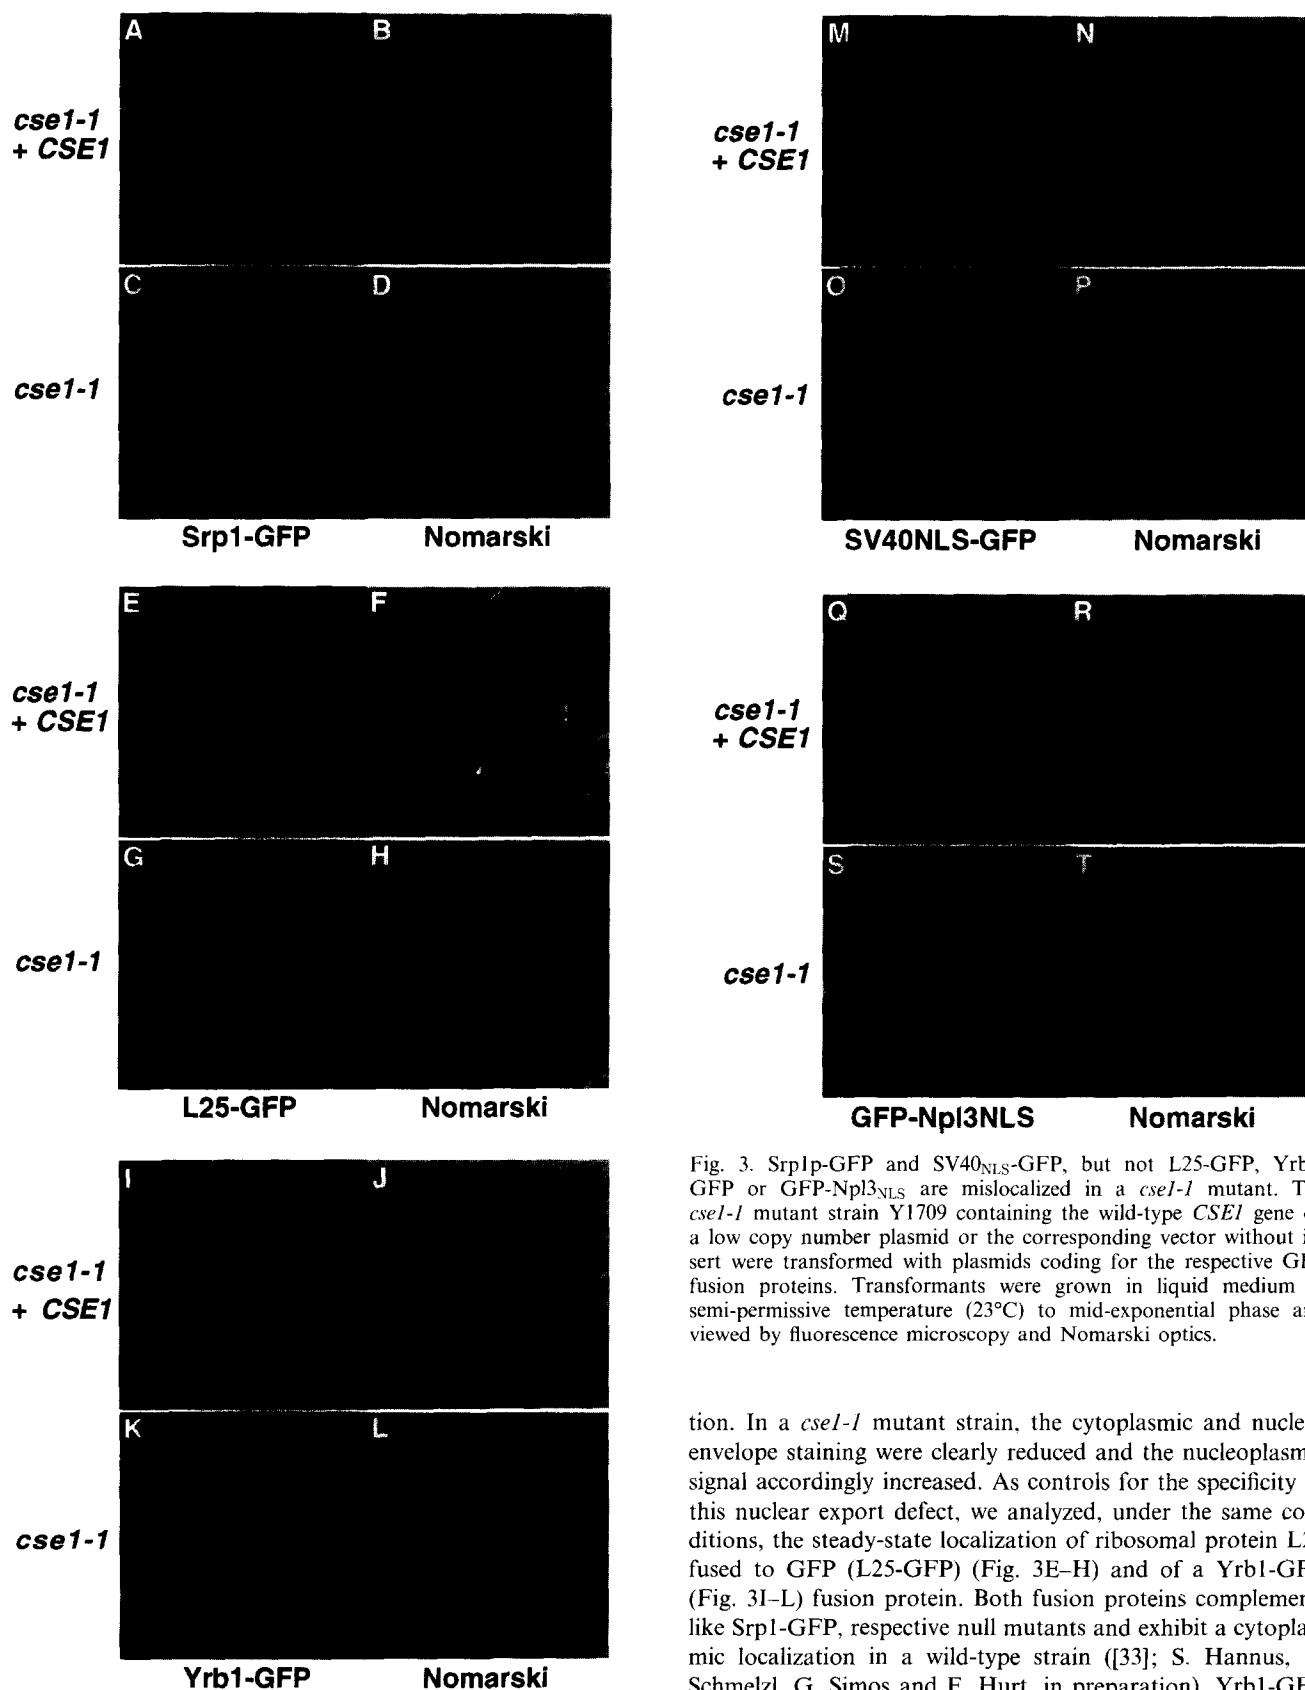 A B
cse1-1
+ CSE1
C D
cse1-1
Srp1-GFP Nomarski
E F
cse1-1
+ CSE1
G H
cse1-1
L25-GFP Nomarski
I J
cse1-1
+ CSE1
K L
cse1-1
Yrb1-GFP Nomarski
M N
cse1-1
+ CSE1
O P
cse1-1
SV40NLS-GFP Nomarski
Q R
cse1-1
+ CSE1
S T
cse1-1
GFP-Npl3NLS Nomarski
Fig. 3. Srp1p-GFP and SV40NLS-GFP, but not L25-GFP, Yrb
GFP or GFP-Npl3NLS are mislocalized in a cse1-1 mutant. T
cse1-1 mutant strain Y1709 containing the wild-type CSE1 gene
a low copy number plasmid or the corresponding vector without i
sert were transformed with plasmids coding for the respective GF
fusion proteins. Transformants were grown in liquid medium
semi-permissive temperature (23°C) to mid-exponential phase a
viewed by fluorescence microscopy and Nomarski optics.
tion. In a cse1-1 mutant strain, the cytoplasmic and nucle
envelope staining were clearly reduced and the nucleoplasm
signal accordingly increased. As controls for the specificity
this nuclear export defect, we analyzed, under the same co
ditions, the steady-state localization of ribosomal protein L2
fused to GFP (L25-GFP) (Fig. 3E–H) and of a Yrb1-GF
(Fig. 3I–L) fusion protein. Both fusion proteins complemen
like Srp1-GFP, respective null mutants and exhibit a cytopla
mic localization in a wild-type strain ([33]; S. Hannus,
Schmelzl, G. Simos and E. Hurt, in preparation). Yrb1-GF